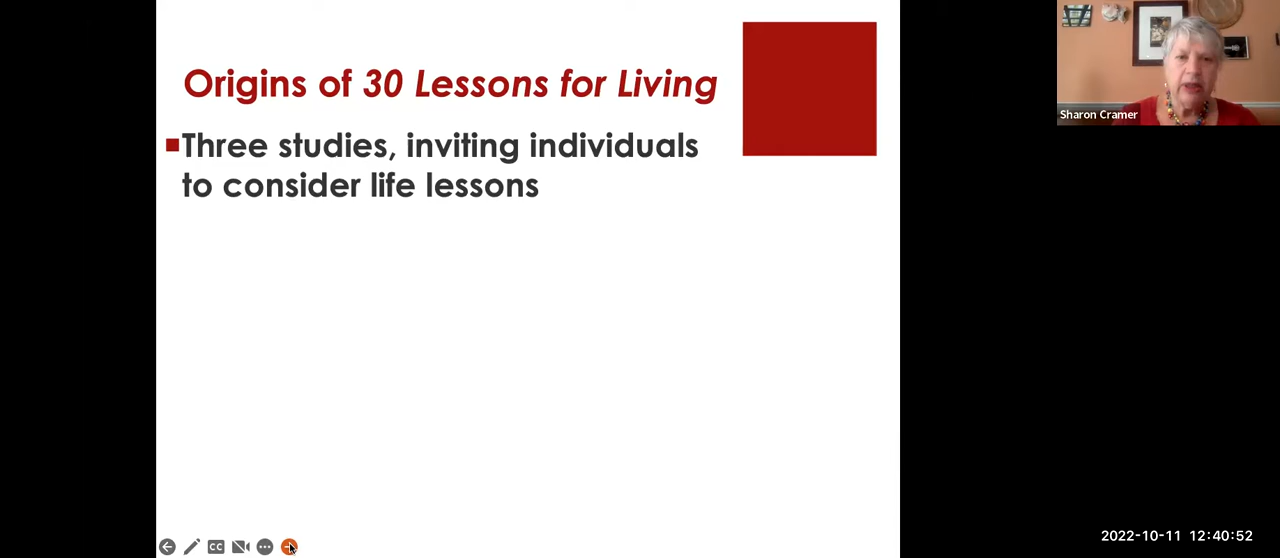 Origins of 30 Lessons for Living
Three studies, inviting individuals
to consider life lessons
Sharon Cramer
CC
2022-10-11 12:40:52